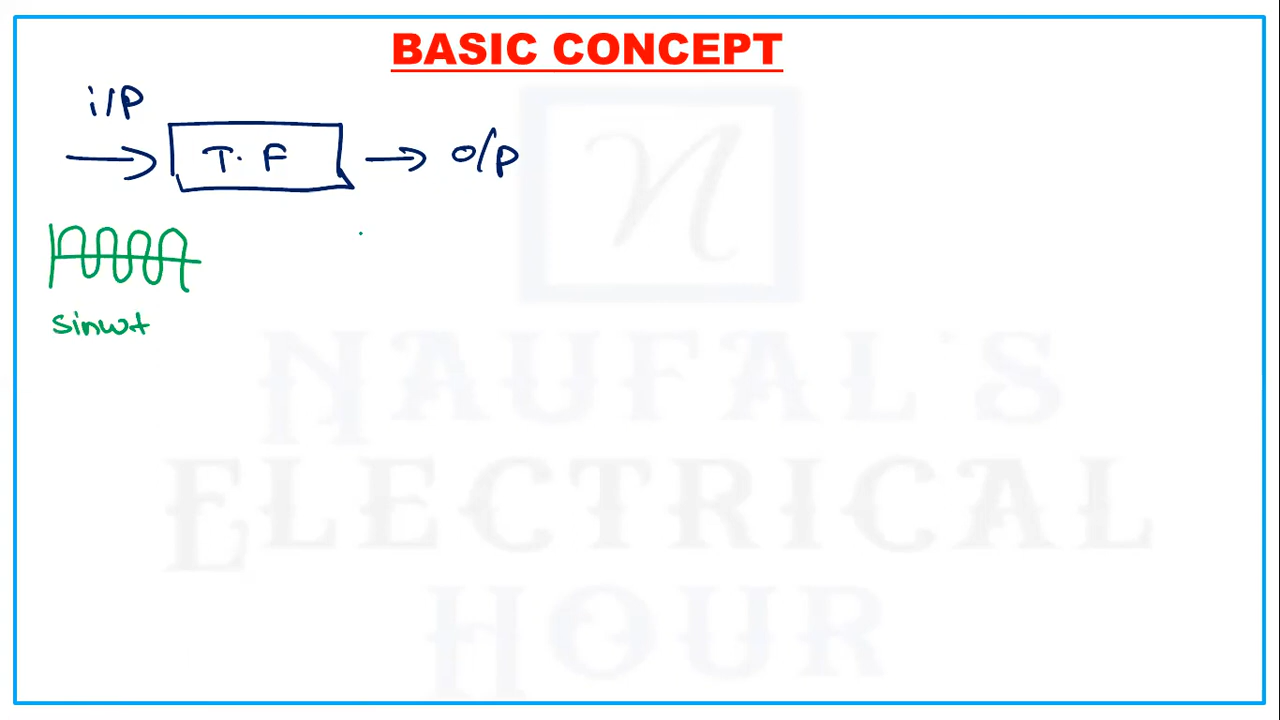 BASIC CONCEPT
i/P
T.F
O/P
sinωt
N
NAUFAL'S
ELECTRICAL
HOUR